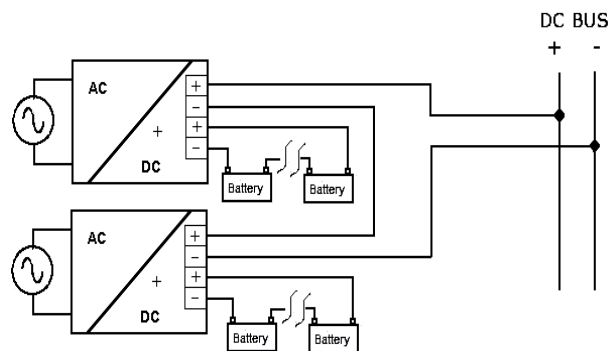 DC BUS
+ -
AC
+
DC
+
−
+
−
Battery
Battery
AC
+
DC
+
−
+
−
Battery
Battery